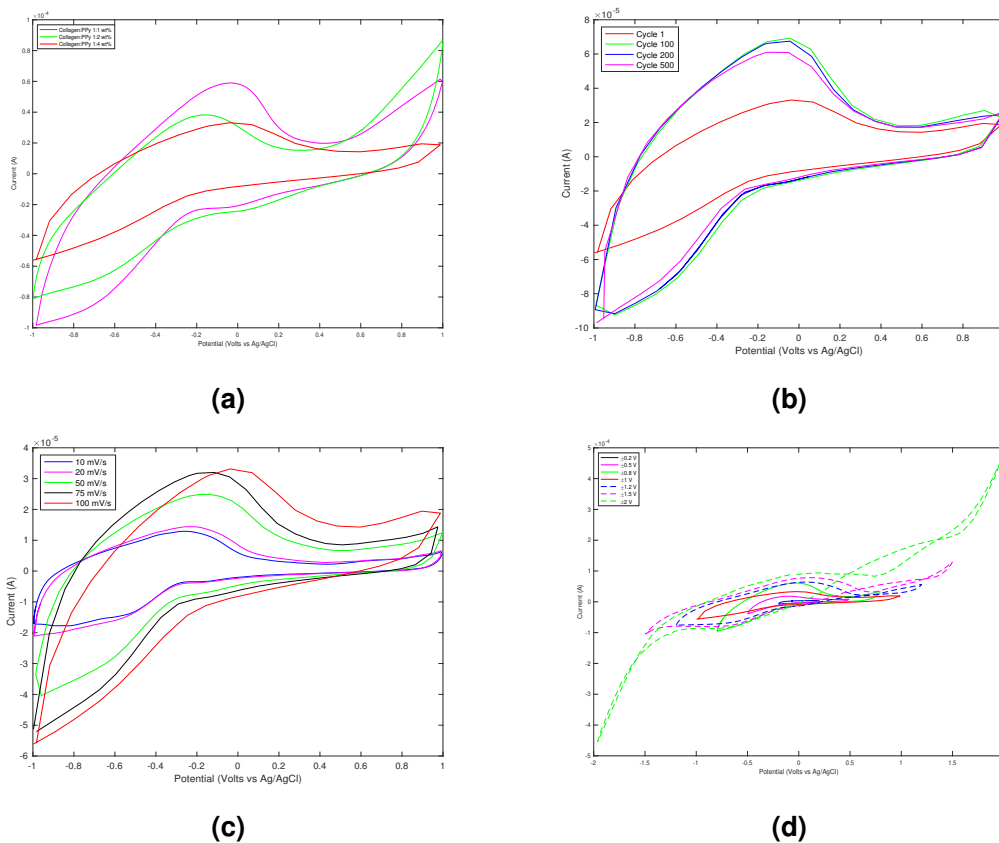 ×10⁻⁴
Collagen:PPy 1:1 wt%
Collagen:PPy 1:2 wt%
Collagen:PPy 1:4 wt%
1
0.8
0.6
0.4
0.2
0
-0.2
-0.4
-0.6
-0.8
-1
Current (A)
-1 -0.8 -0.6 -0.4 -0.2 0 0.2 0.4 0.6 0.8 1
Potential (Volts vs Ag/AgCl)
(a)
×10⁻⁵
Cycle 1
Cycle 100
Cycle 200
Cycle 500
8
6
4
2
0
-2
-4
-6
-8
-10
Current (A)
-1 -0.8 -0.6 -0.4 -0.2 0 0.2 0.4 0.6 0.8
Potential (Volts vs Ag/AgCl)
(b)
×10⁻⁵
10 mV/s
20 mV/s
50 mV/s
75 mV/s
100 mV/s
4
3
2
1
0
-1
-2
-3
-4
-5
-6
Current (A)
-1 -0.8 -0.6 -0.4 -0.2 0 0.2 0.4 0.6 0.8 1
Potential (Volts vs Ag/AgCl)
(c)
×10⁻⁴
±0.2 V
±0.5 V
±0.8 V
±1 V
±1.2 V
±1.5 V
±2 V
5
4
3
2
1
0
-1
-2
-3
-4
-5
Current (A)
-2 -1.5 -1 -0.5 0 0.5 1 1.5
Potential (Volts vs Ag/AgCl)
(d)